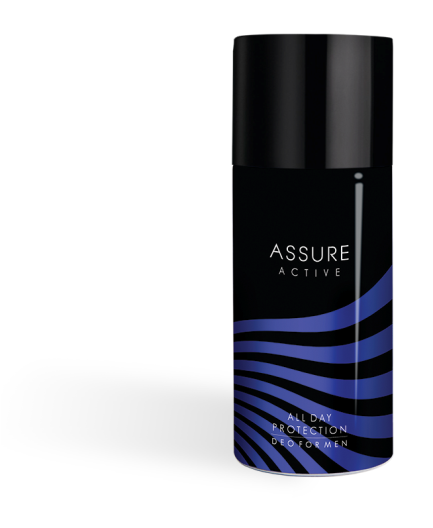 ASSURE
ACTIVE
ALL DAY
PROTECTION
DEO FOR MEN